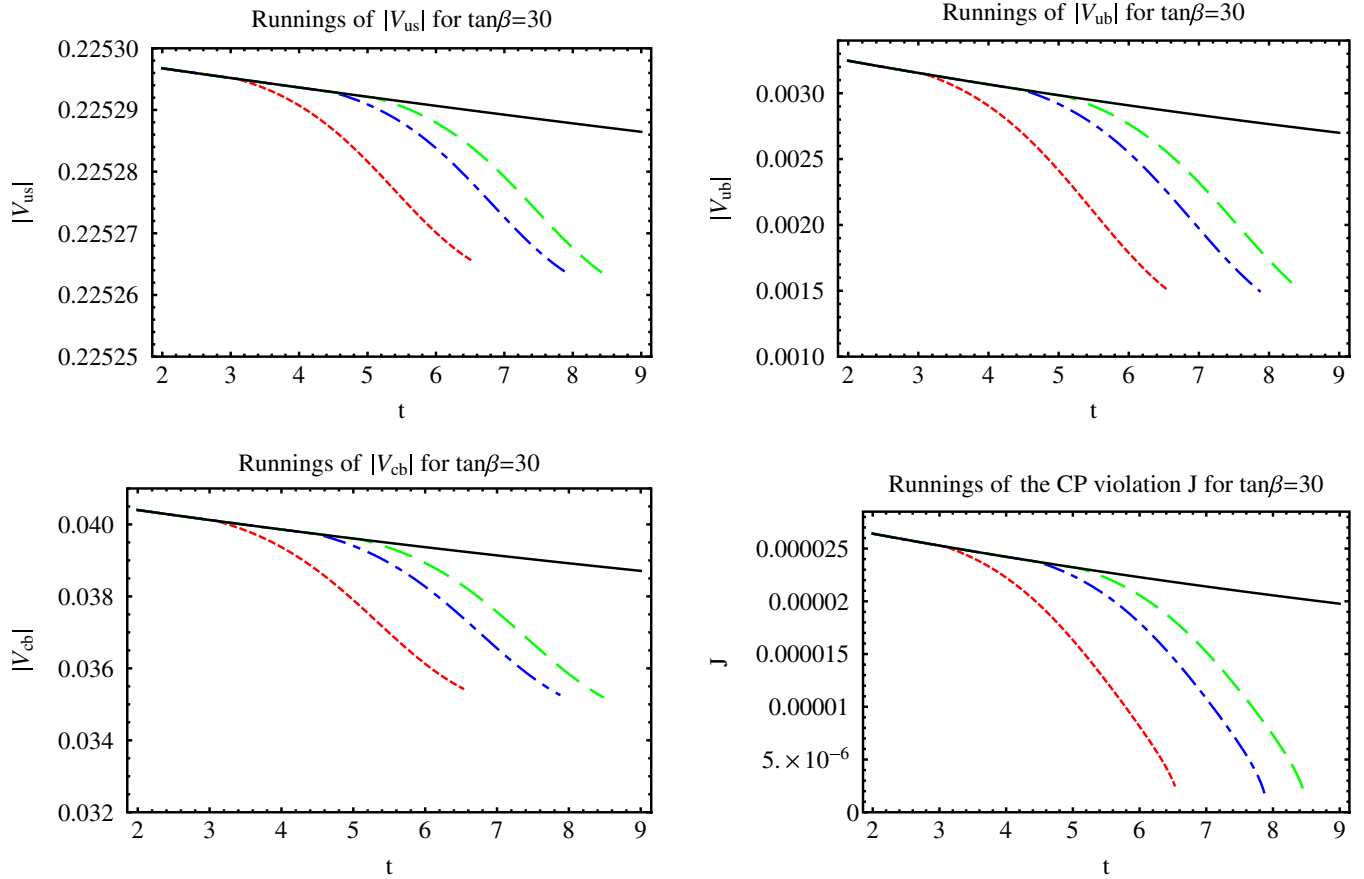 Runnings of |Vus| for tanβ=30
|Vus|
0.22530
0.22529
0.22528
0.22527
0.22526
0.22525
2 3 4 5 6 7 8 9
t
Runnings of |Vub| for tanβ=30
|Vub|
0.0030
0.0025
0.0020
0.0015
0.0010
2 3 4 5 6 7 8 9
t
Runnings of |Vcb| for tanβ=30
|Vcb|
0.040
0.038
0.036
0.034
0.032
2 3 4 5 6 7 8 9
t
Runnings of the CP violation J for tanβ=30
J
0.000025
0.00002
0.000015
0.00001
5.×10⁻⁶
0
2 3 4 5 6 7 8 9
t